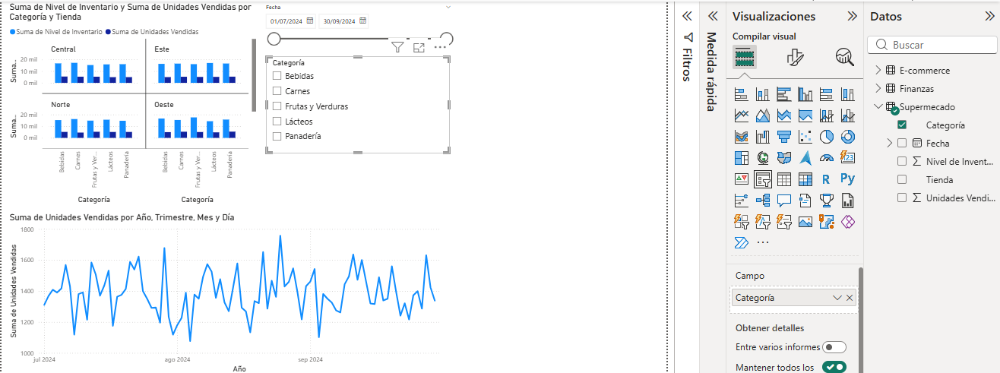 Suma de Nivel de Inventario y Suma de Unidades Vendidas por
Categoría y Tienda
Suma de Nivel de Inventario Suma de Unidades Vendidas
Central
Este
Suma...
20 mil
10 mil
0 mil
Norte
Oeste
Suma...
20 mil
10 mil
0 mil
Bebidas
Carnes
Frutas y Ver...
Lácteos
Panadería
Bebidas
Carnes
Frutas y Ver...
Lácteos
Panadería
Categoría
Categoría
Fecha
01/07/2024
30/09/2024
Categoría
Bebidas
Carnes
Frutas y Verduras
Lácteos
Panadería
Suma de Unidades Vendidas por Año, Trimestre, Mes y Día
Suma de Unidades Vendidas
1800
1600
1400
1200
1000
jul 2024
ago 2024
sep 2024
Año
Filtros
Medida rápida
Visualizaciones
Compilar visual
R
Py
123
Campo
Categoría
Obtener detalles
Entre varios informes
Mantener todos los
Datos
Buscar
E-commerce
Finanzas
Supermecado
Categoría
Fecha
Nivel de Invent...
Tienda
Unidades Vendi...